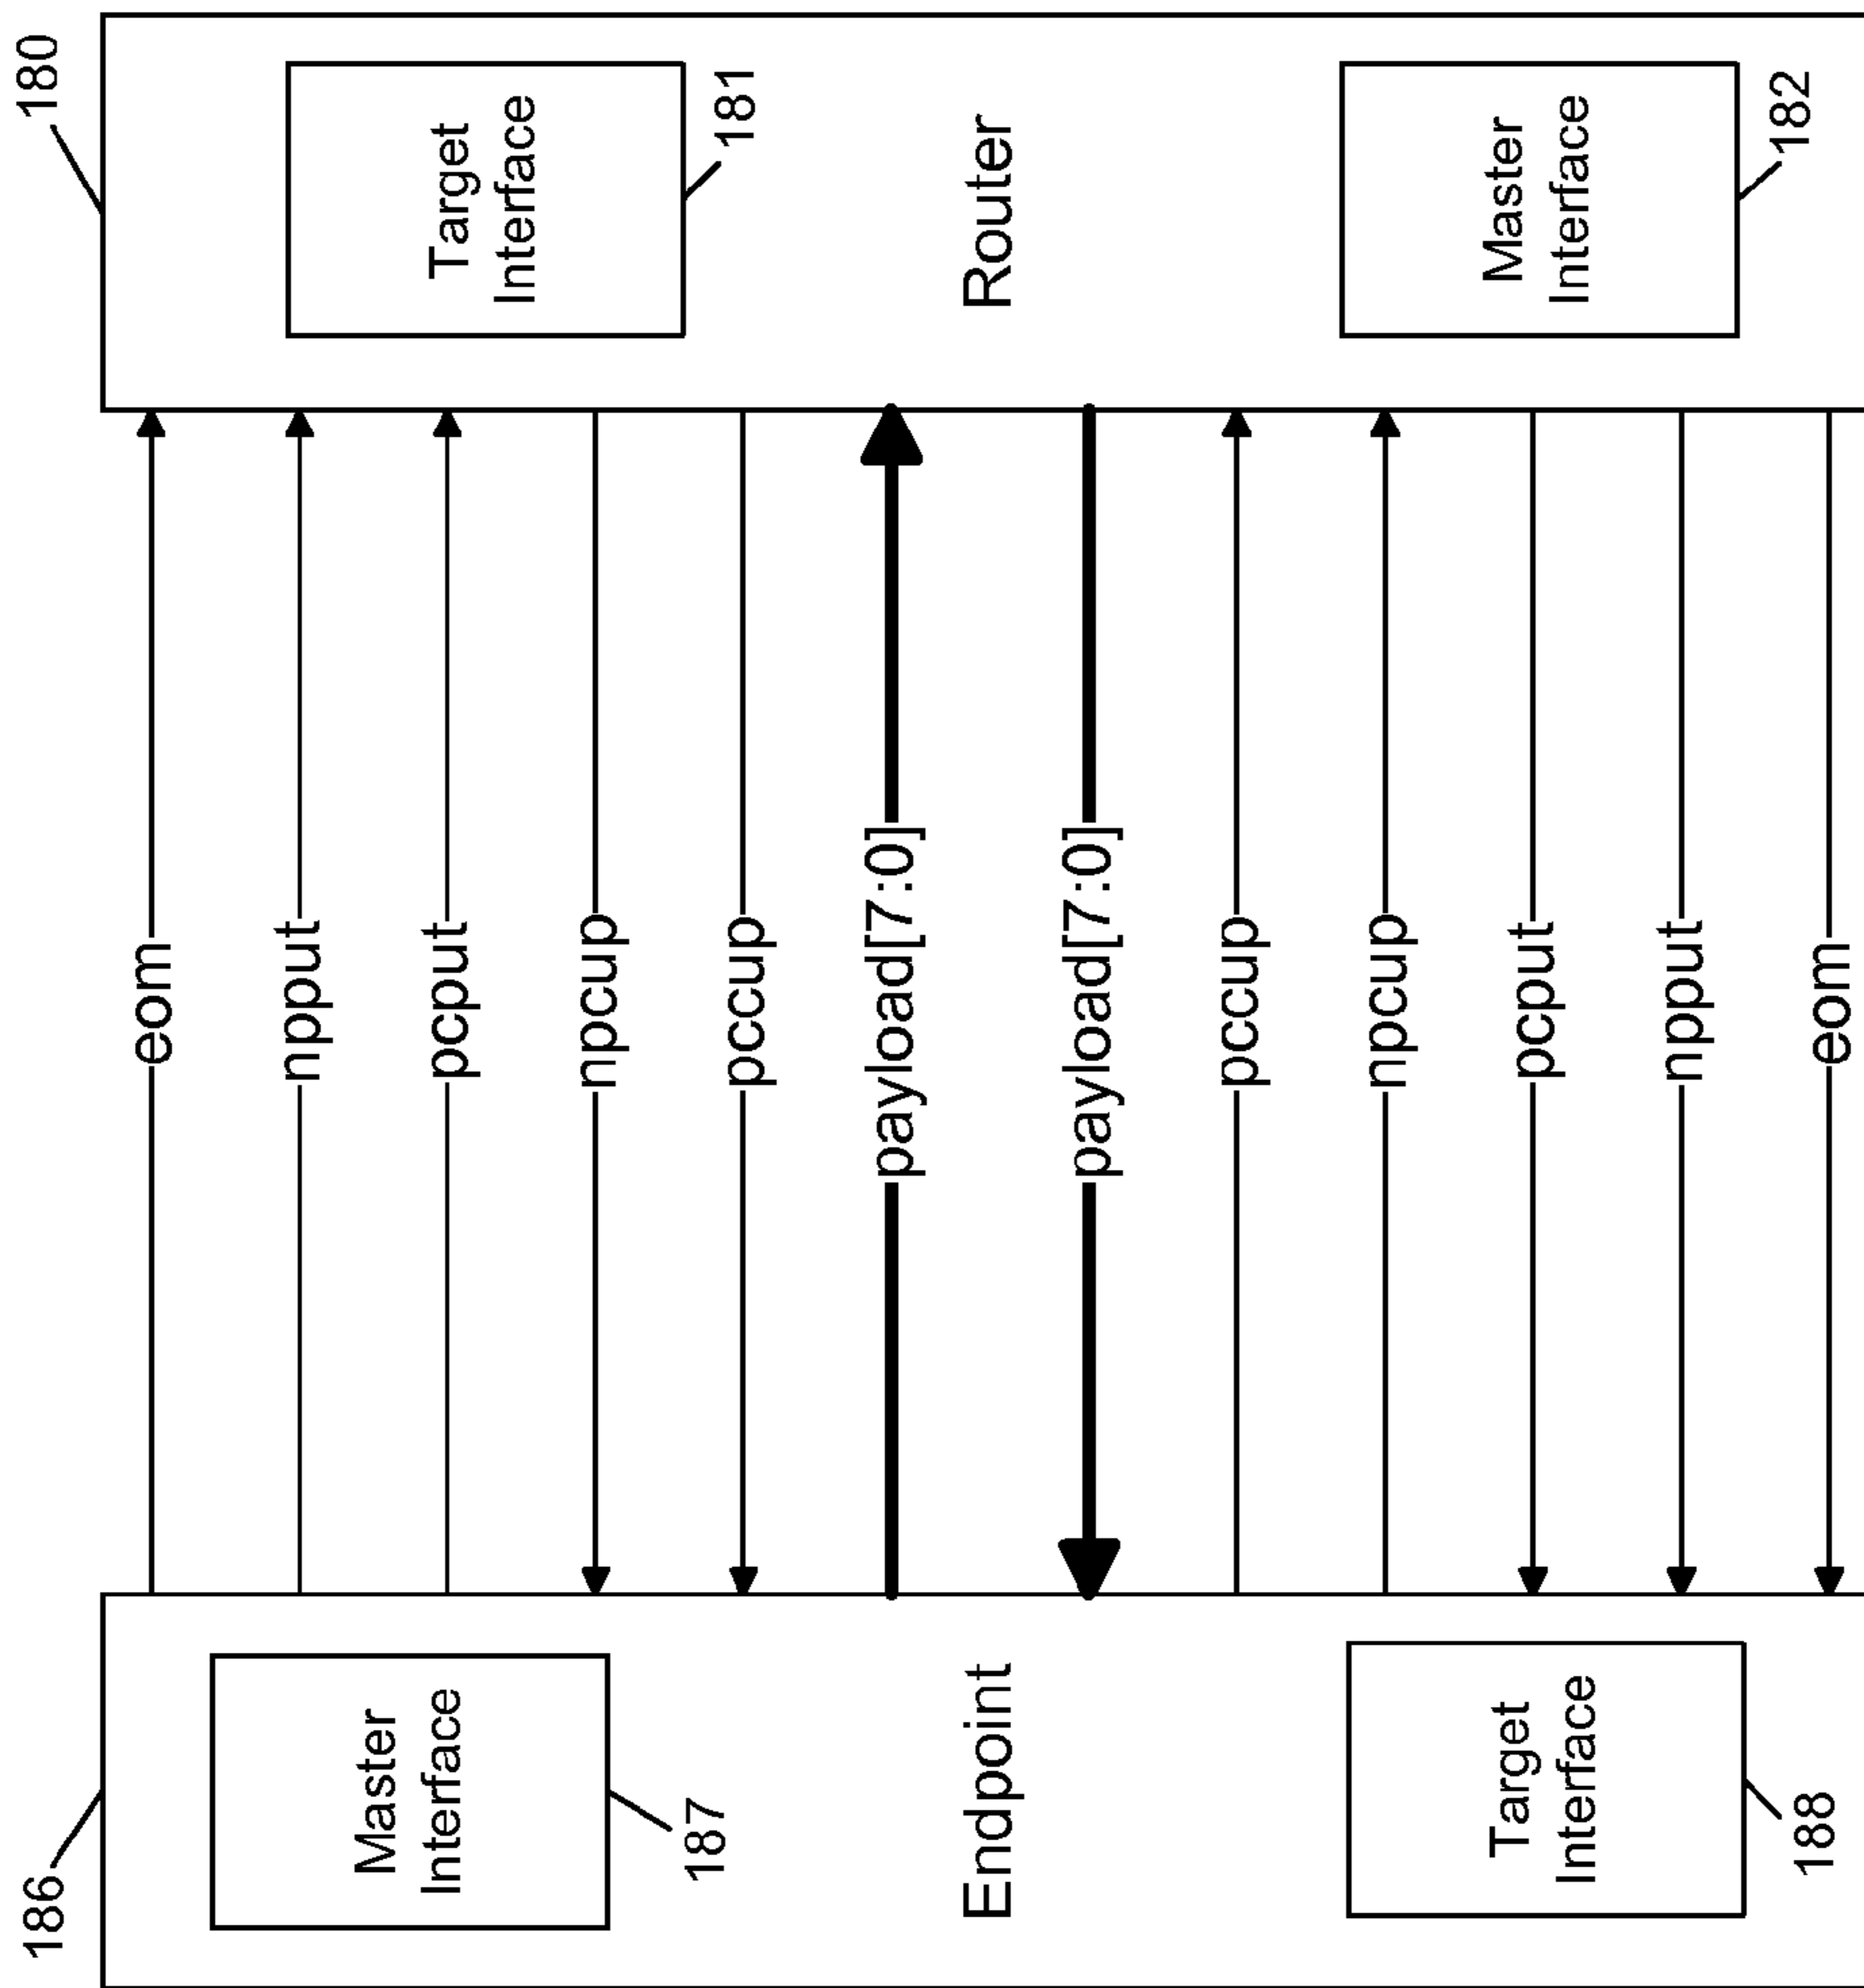 186
180
eom
npput
Master
Interface
pcput
Target
Interface
npcup
187
pccup
181
payload[7:0]
Endpoint
Router
payload[7:0]
pccup
npcup
Target
Interface
pcput
Master
Interface
npput
188
182
eom